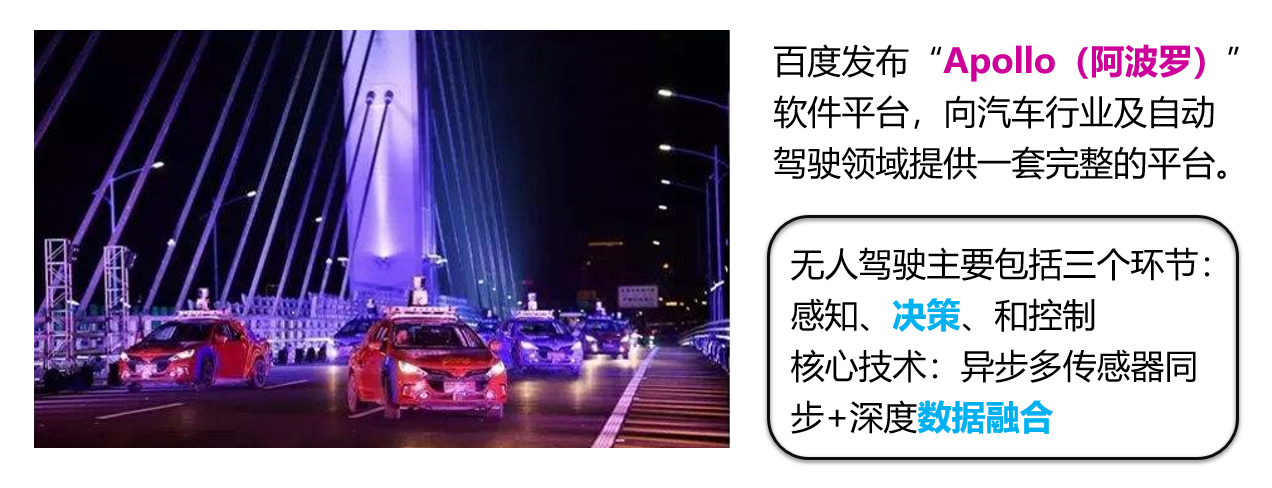 百度发布“Apollo（阿波罗）”
软件平台，向汽车行业及自动
驾驶领域提供一套完整的平台。
无人驾驶主要包括三个环节：
感知、决策、和控制
核心技术：异步多传感器同
步+深度数据融合